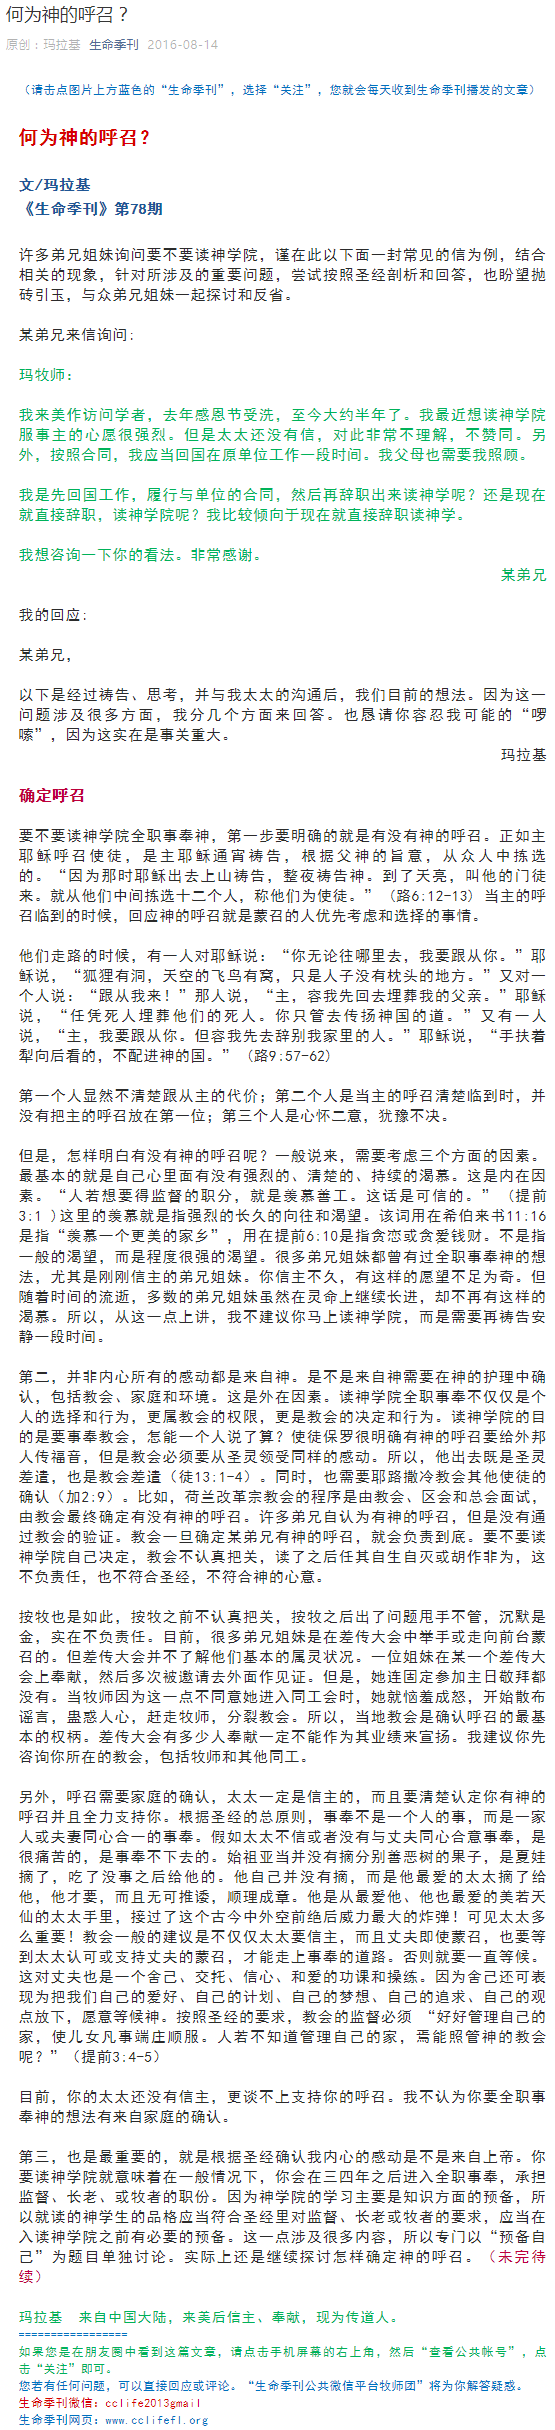 何为神的呼召？
原创：玛拉基 生命季刊 2016-08-14
（请击点图片上方蓝色的“生命季刊”，选择“关注”，您就会每天收到生命季刊播发的文章）
何为神的呼召？
文/玛拉基
《生命季刊》第78期
许多弟兄姐妹询问要不要读神学院，谨在此以下面一封常见的信为例，结合
相关的现象，针对所涉及的重要问题，尝试按照圣经剖析和回答，也盼望抛
砖引玉，与众弟兄姐妹一起探讨和反省。
某弟兄来信询问：
玛牧师：
我来美作访问学者，去年感恩节受洗，至今大约半年了。我最近想读神学院
服事主的心愿很强烈。但是太太还没有信，对此非常不理解，不赞同。另
外，按照合同，我应当回国在原单位工作一段时间。我父母也需要我照顾。
我是先回国工作，履行与单位的合同，然后再辞职出来读神学呢？还是现在
就直接辞职，读神学院呢？我比较倾向于现在就直接辞职读神学。
我想咨询一下你的看法。非常感谢。
某弟兄
我的回应：
某弟兄，
以下是经过祷告、思考，并与我太太的沟通后，我们目前的想法。因为这一
问题涉及很多方面，我分几个方面来回答。也恳请你容忍我可能的“啰
嗦”，因为这实在是事关重大。
玛拉基
确定呼召
要不要读神学院全职事奉神，第一步要明确的就是有没有神的呼召。正如主
耶稣呼召使徒，是主耶稣通宵祷告，根据父神的旨意，从众人中拣选
的。“因为那时耶稣出去上山祷告，整夜祷告神。到了天亮，叫他的门徒
来。就从他们中间拣选十二个人，称他们为使徒。”（路6:12-13）当主的呼
召临到的时候，回应神的呼召就是蒙召的人优先考虑和选择的事情。
他们走路的时候，有一人对耶稣说：“你无论往哪里去，我要跟从你。”耶
稣说，“狐狸有洞，天空的飞鸟有窝，只是人子没有枕头的地方。”又对一
个人说：“跟从我来！”那人说，“主，容我先回去埋葬我的父亲。”耶稣
说，“任凭死人埋葬他们的死人。你只管去传扬神国的道。”又有一人
说，“主，我要跟从你。但容我先去辞别我家里的人。”耶稣说，“手扶着
犁向后看的，不配进神的国。”（路9:57-62）
第一个人显然不清楚跟从主的代价；第二个人是当主的呼召清楚临到时，并
没有把主的呼召放在第一位；第三个人是心怀二意，犹豫不决。
但是，怎样明白有没有神的呼召呢？一般说来，需要考虑三个方面的因素。
最基本的就是自己心里面有没有强烈的、清楚的、持续的渴慕。这是内在因
素。“人若想要得监督的职分，就是羡慕善工。这话是可信的。”（提前
3:1 )这里的羡慕就是指强烈的长久的向往和渴望。该词用在希伯来书11:16
是指“羡慕一个更美的家乡”，用在提前6:10是指贪恋或贪爱钱财。不是指
一般的渴望，而是程度很强的渴望。很多弟兄姐妹都曾有过全职事奉神的想
法，尤其是刚刚信主的弟兄姐妹。你信主不久，有这样的愿望不足为奇。但
随着时间的流逝，多数的弟兄姐妹虽然在灵命上继续长进，却不再有这样的
渴慕。所以，从这一点上讲，我不建议你马上读神学院，而是需要再祷告安
静一段时间。
第二，并非内心所有的感动都是来自神。是不是来自神需要在神的护理中确
认，包括教会、家庭和环境。这是外在因素。读神学院全职事奉不仅仅是个
人的选择和行为，更属教会的权限，更是教会的决定和行为。读神学院的目
的是要事奉教会，怎能一个人说了算？使徒保罗很明确有神的呼召要给外邦
人传福音，但是教会必须要从圣灵领受同样的感动。所以，他出去既是圣灵
差遣，也是教会差遣（徒13:1-4）。同时，也需要耶路撒冷教会其他使徒的
确认（加2:9）。比如，荷兰改革宗教会的程序是由教会、区会和总会面试，
由教会最终确定有没有神的呼召。许多弟兄自认为有神的呼召，但是没有通
过教会的验证。教会一旦确定某弟兄有神的呼召，就会负责到底。要不要读
神学院自己决定，教会不认真把关，读了之后任其自生自灭或胡作非为，这
不负责任，也不符合圣经，不符合神的心意。
按牧也是如此，按牧之前不认真把关，按牧之后出了问题甩手不管，沉默是
金，实在不负责任。目前，很多弟兄姐妹是在差传大会中举手或走向前台蒙
召的。但差传大会并不了解他们基本的属灵状况。一位姐妹在某一个差传大
会上奉献，然后多次被邀请去外面作见证。但是，她连固定参加主日敬拜都
没有。当牧师因为这一点不同意她进入同工会时，她就恼羞成怒，开始散布
谣言，蛊惑人心，赶走牧师，分裂教会。所以，当地教会是确认呼召的最基
本的权柄。差传大会有多少人奉献一定不能作为其业绩来宣扬。我建议你先
咨询你所在的教会，包括牧师和其他同工。
另外，呼召需要家庭的确认，太太一定是信主的，而且要清楚认定你有神的
呼召并且全力支持你。根据圣经的总原则，事奉不是一个人的事，而是一家
人或夫妻同心合一的事奉。假如太太不信或者没有与丈夫同心合意事奉，是
很痛苦的，是事奉不下去的。始祖亚当并没有摘分别善恶树的果子，是夏娃
摘了，吃了没事之后给他的。他自己并没有摘，而是他最爱的太太摘了给
他，他才要，而且无可推诿，顺理成章。他是从最爱他、他也最爱的美若天
仙的太太手里，接过了这个古今中外空前绝后威力最大的炸弹！可见太太多
么重要！教会一般的建议是不仅仅太太要信主，而且丈夫即使蒙召，也要等
到太太认可或支持丈夫的蒙召，才能走上事奉的道路。否则就要一直等候。
这对丈夫也是一个舍己、交托、信心、和爱的功课和操练。因为舍己还可表
现为把我们自己的爱好、自己的计划、自己的梦想、自己的追求、自己的观
点放下，愿意等候神。按照圣经的要求，教会的监督必须 “好好管理自己的
家，使儿女凡事端庄顺服。人若不知道管理自己的家，焉能照管神的教会
呢？”（提前3:4-5）
目前，你的太太还没有信主，更谈不上支持你的呼召。我不认为你要全职事
奉神的想法有来自家庭的确认。
第三，也是最重要的，就是根据圣经确认我内心的感动是不是来自上帝。你
要读神学院就意味着在一般情况下，你会在三四年之后进入全职事奉，承担
监督、长老、或牧者的职份。因为神学院的学习主要是知识方面的预备，所
以就读的神学生的品格应当符合圣经里对监督、长老或牧者的要求，应当在
入读神学院之前有必要的预备。这一点涉及很多内容，所以专门以“预备自
己”为题目单独讨论。实际上还是继续探讨怎样确定神的呼召。（未完待
续）
玛拉基 来自中国大陆，来美后信主、奉献，现为传道人。
=================
如果您是在朋友圈中看到这篇文章，请点击手机屏幕的右上角，然后“查看公共帐号”，点
击“关注”即可。
您若有任何问题，可以直接回应或评论。“生命季刊公共微信平台牧师团”将为你解答疑惑。
生命季刊微信：cclife2013gmail
生命季刊网页：www.cclifefl.org